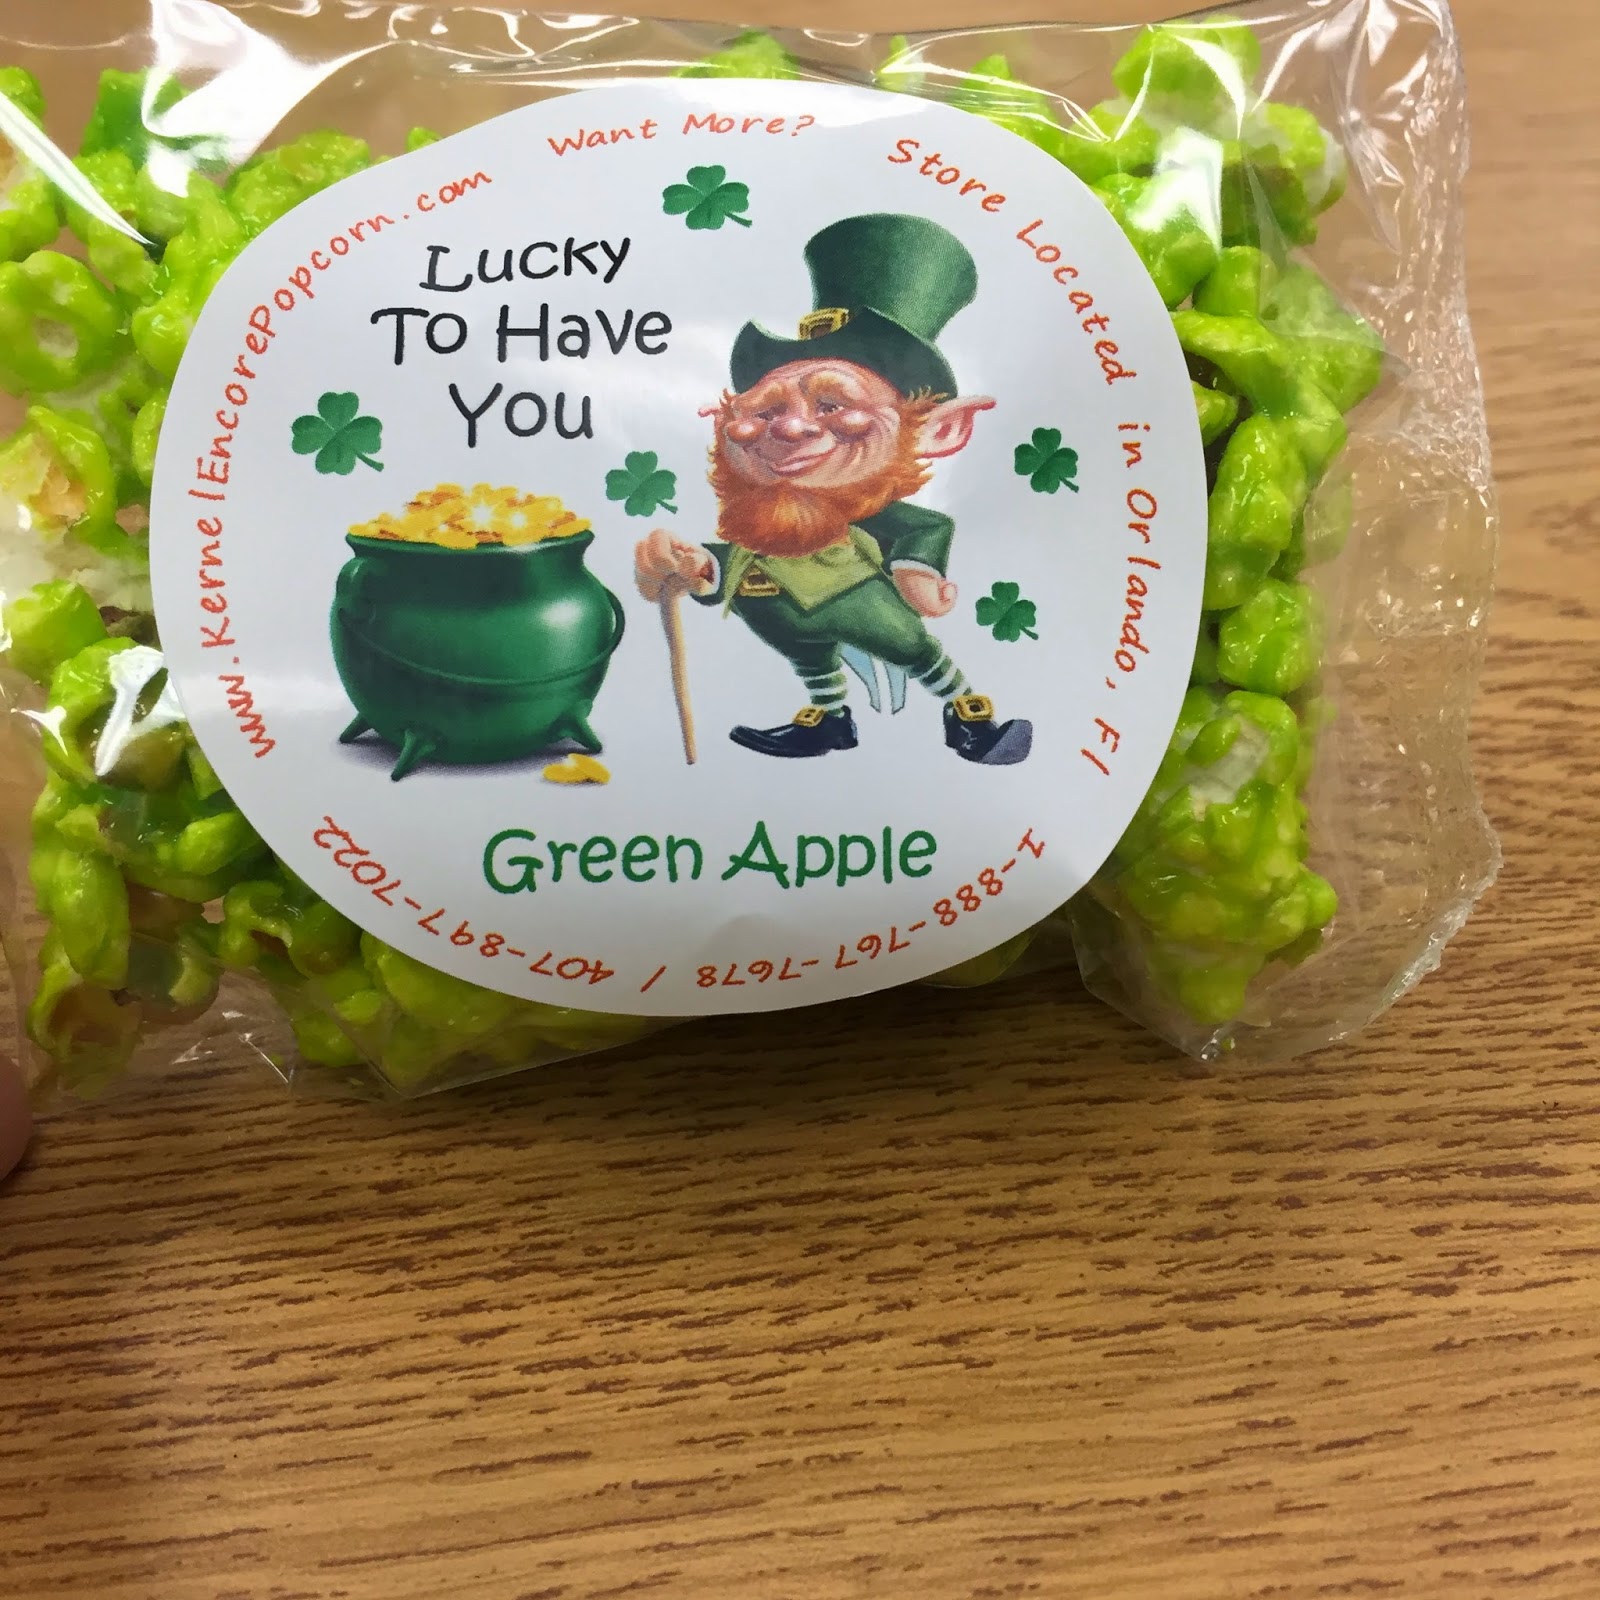 www.KernelEncorePopcorn.com
Want More?
Store Located in Orlando, Fl
Lucky
To Have
You
Green Apple
1-888-767-7678 / 407-897-7022